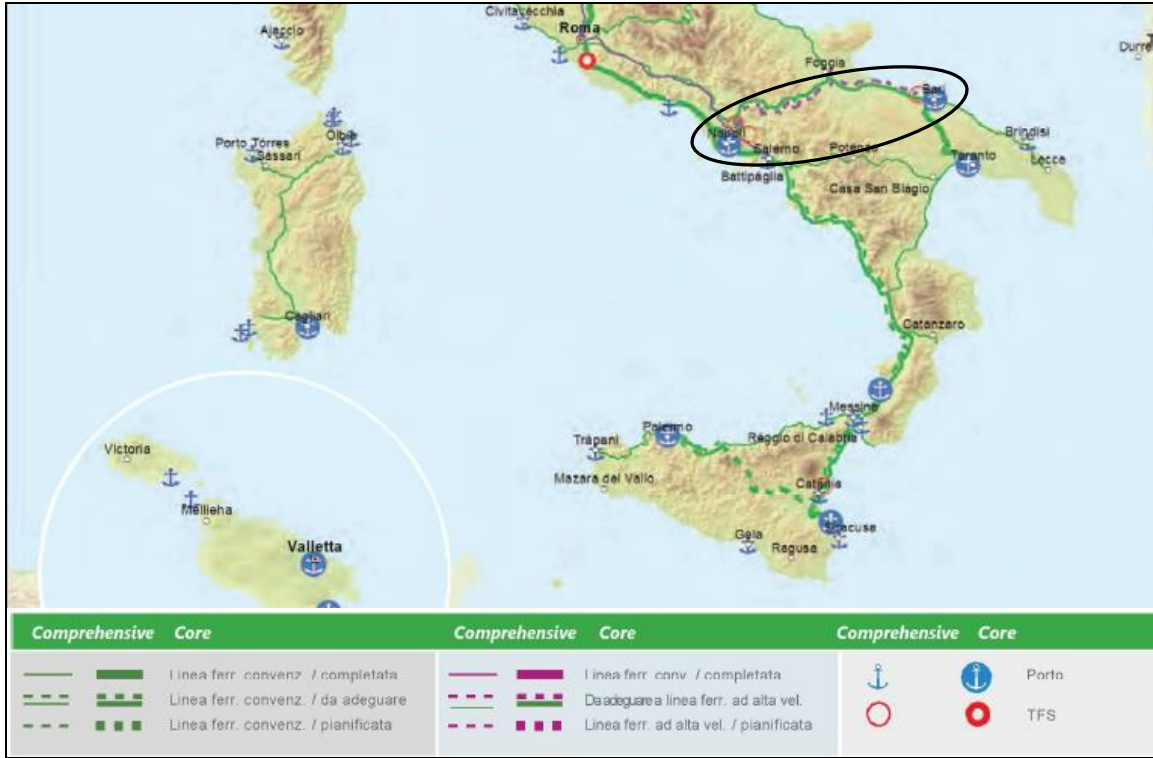 Civitavecchia
Roma
Ajaccio
Foggia
Bari
Napoli
Salerno
Potenza
Brindisi
Battipaglia
Taranto
Lecce
Casa San Biagio
Porto Torres
Olbia
Sassari
Cagliari
Catanzaro
Messina
Palermo
Reggio di Calabria
Trapani
Mazara del Vallo
Catania
Siracusa
Gela
Ragusa
Victoria
Mellieha
Valletta
Comprehensive Core
Linea ferr. convenz. / completata
Linea ferr. convenz. / da adeguare
Linea ferr. convenz. / pianificata
Comprehensive Core
Linea ferr. conv. / completata
Da adeguare a linea ferr. ad alta vel.
Linea ferr. ad alta vel. / pianificata
Comprehensive Core
Porto
TFS